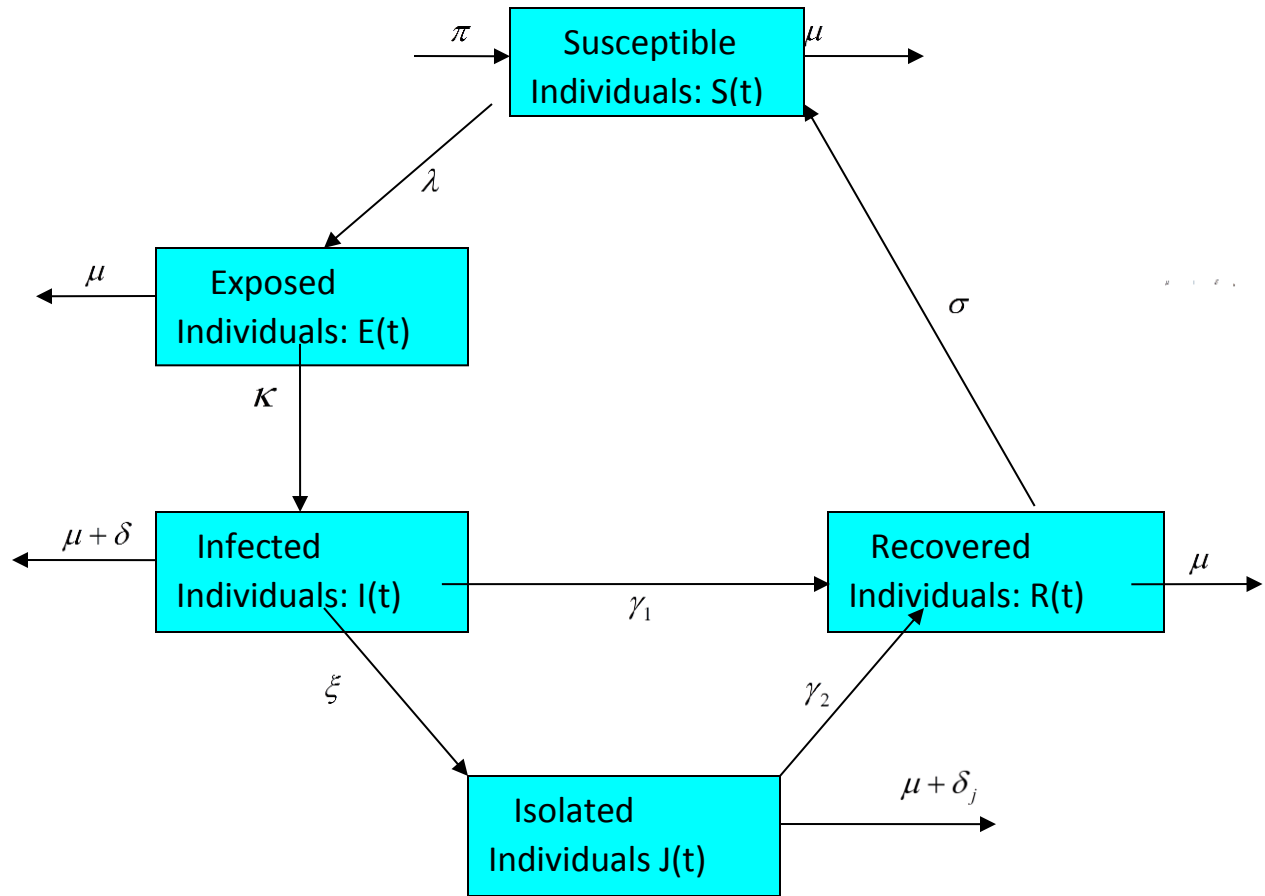 π
Susceptible
Individuals: S(t)
μ
λ
μ
Exposed
Individuals: E(t)
σ
κ
μ + δ
Infected
Individuals: I(t)
γ₁
Recovered
Individuals: R(t)
μ
ξ
γ₂
Isolated
Individuals J(t)
μ + δⱼ